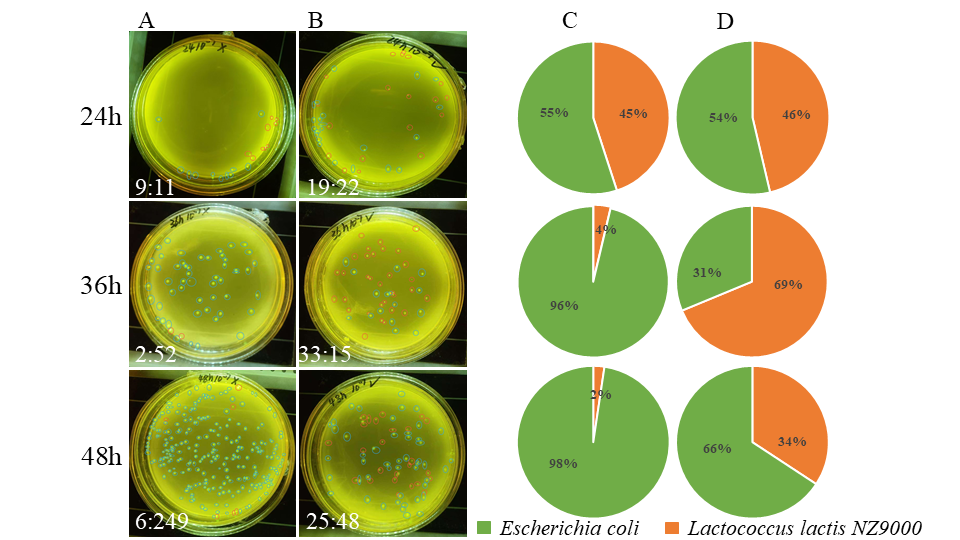 A B C D
24h
9:11
19:22
55% 45%
54% 46%
36h
2:52
33:15
4%
96%
31%
69%
48h
6:249
25:48
2%
98%
66%
34%
Escherichia coli
Lactococcus lactis NZ9000